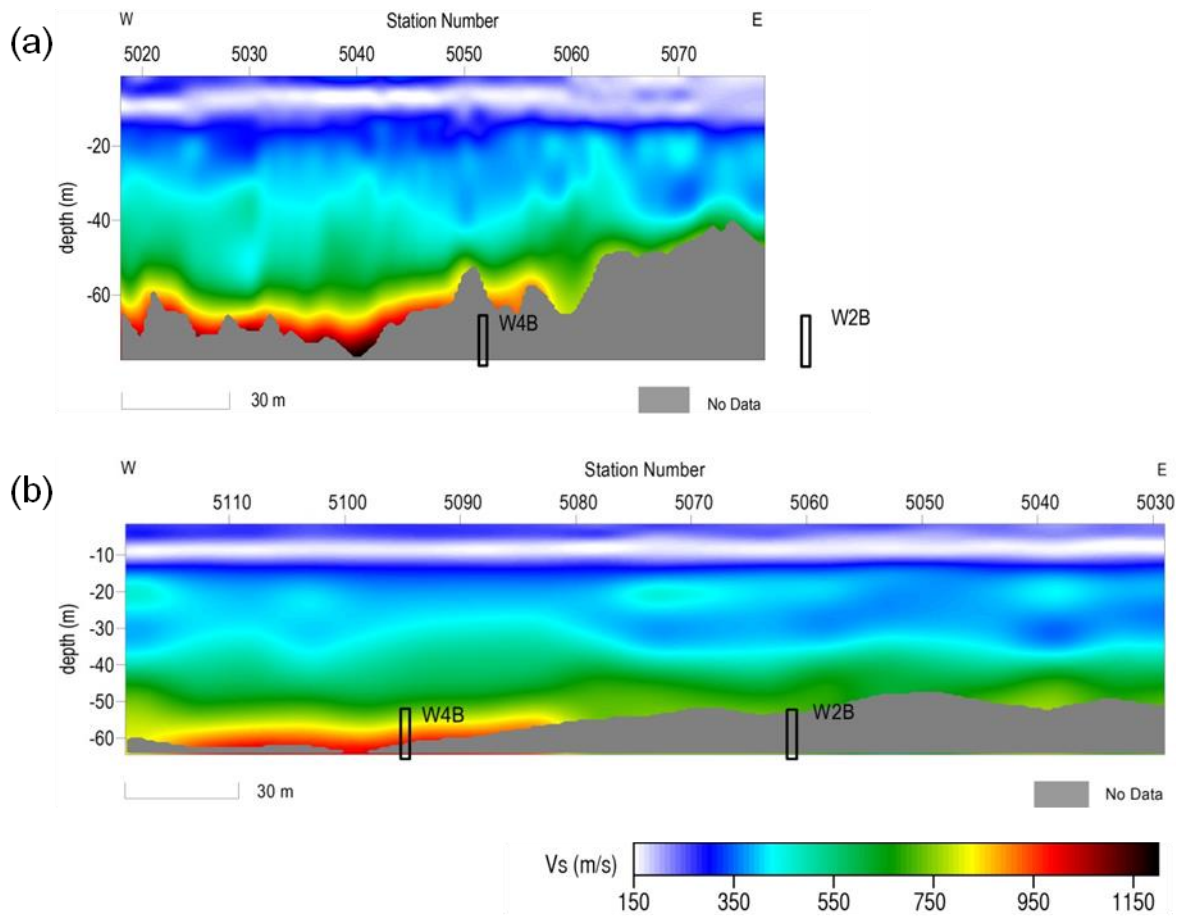 (a)
W Station Number E
5020 5030 5040 5050 5060 5070
-20
-40
-60
depth (m)
W4B
W2B
30 m
No Data
(b)
W Station Number E
5110 5100 5090 5080 5070 5060 5050 5040 5030
-10
-20
-30
-40
-50
-60
depth (m)
W4B
W2B
30 m
No Data
Vs (m/s)
150 350 550 750 950 1150